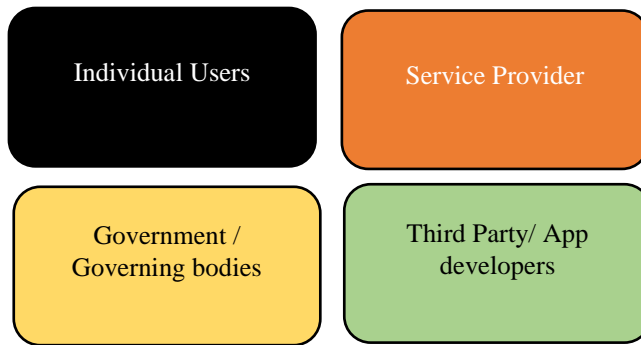 Individual Users
Service Provider
Government /
Governing bodies
Third Party/ App
developers